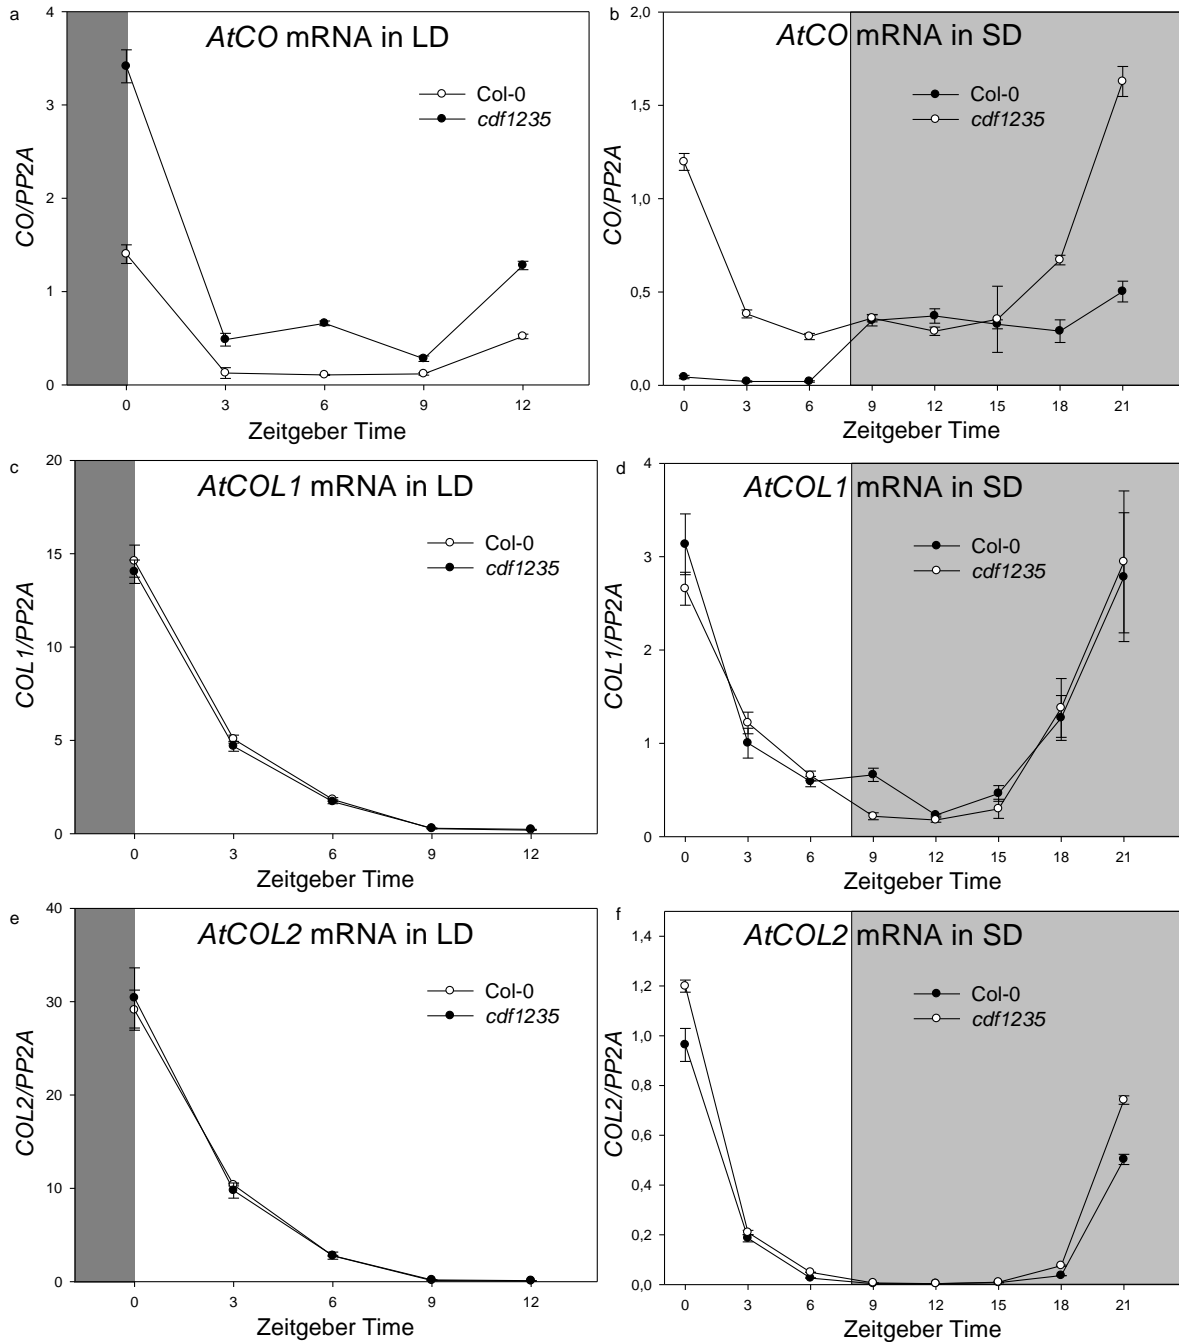 a
AtCO mRNA in LD
4
3
2
1
0
CO/PP2A
Col-0
cdf1235
0 3 6 9 12
Zeitgeber Time
b
AtCO mRNA in SD
2,0
1,5
1,0
0,5
0,0
CO/PP2A
Col-0
cdf1235
0 3 6 9 12 15 18 21
Zeitgeber Time
c
AtCOL1 mRNA in LD
20
15
10
5
0
COL1/PP2A
Col-0
cdf1235
0 3 6 9 12
Zeitgeber Time
d
AtCOL1 mRNA in SD
4
3
2
1
0
COL1/PP2A
Col-0
cdf1235
0 3 6 9 12 15 18 21
Zeitgeber Time
e
AtCOL2 mRNA in LD
40
30
20
10
0
COL2/PP2A
Col-0
cdf1235
0 3 6 9 12
Zeitgeber Time
f
AtCOL2 mRNA in SD
1,4
1,2
1,0
0,8
0,6
0,4
0,2
0,0
COL2/PP2A
Col-0
cdf1235
0 3 6 9 12 15 18 21
Zeitgeber Time